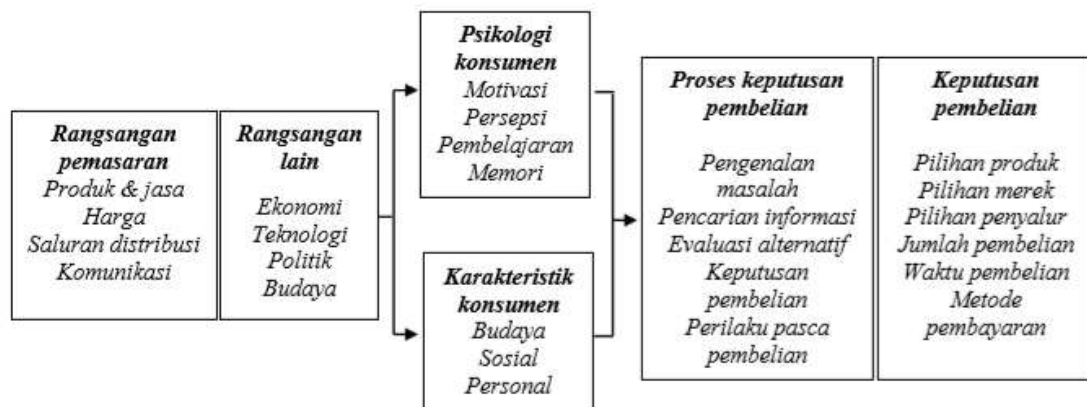 Rangsangan
pemasaran
Produk & jasa
Harga
Saluran distribusi
Komunikasi
Rangsangan
lain
Ekonomi
Teknologi
Politik
Budaya
Psikologi
konsumen
Motivasi
Persepsi
Pembelajaran
Memori
Karakteristik
konsumen
Budaya
Sosial
Personal
Proses keputusan
pembelian
Pengenalan
masalah
Pencarian informasi
Evaluasi alternatif
Keputusan
pembelian
Perilaku pasca
pembelian
Keputusan
pembelian
Pilihan produk
Pilihan merek
Pilihan penyalur
Jumlah pembelian
Waktu pembelian
Metode
pembayaran